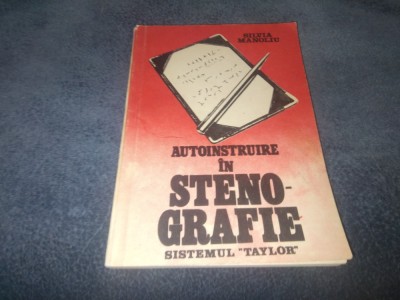 SILVIA
MANOLIU
AUTOINSTRUIRE
ÎN
STENO-
GRAFIE
SISTEMUL "TAYLOR"